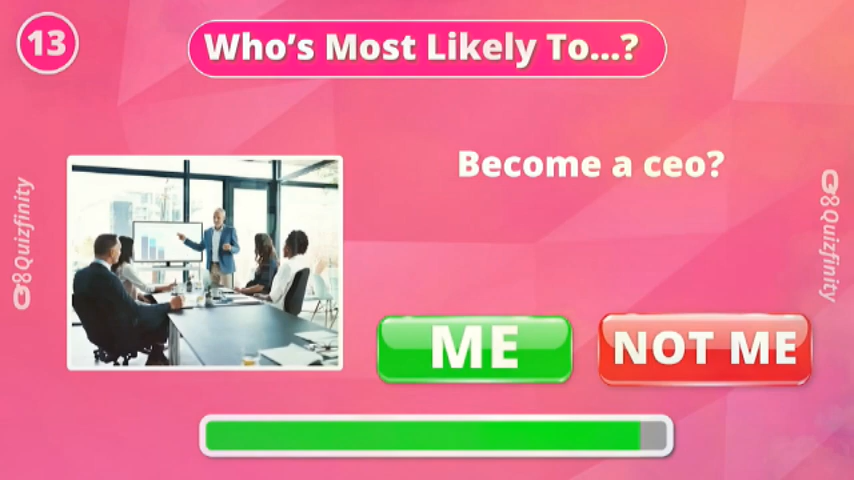 13
Who's Most Likely To...?
Become a ceo?
Quizfinity
Quizfinity
ME
NOT ME